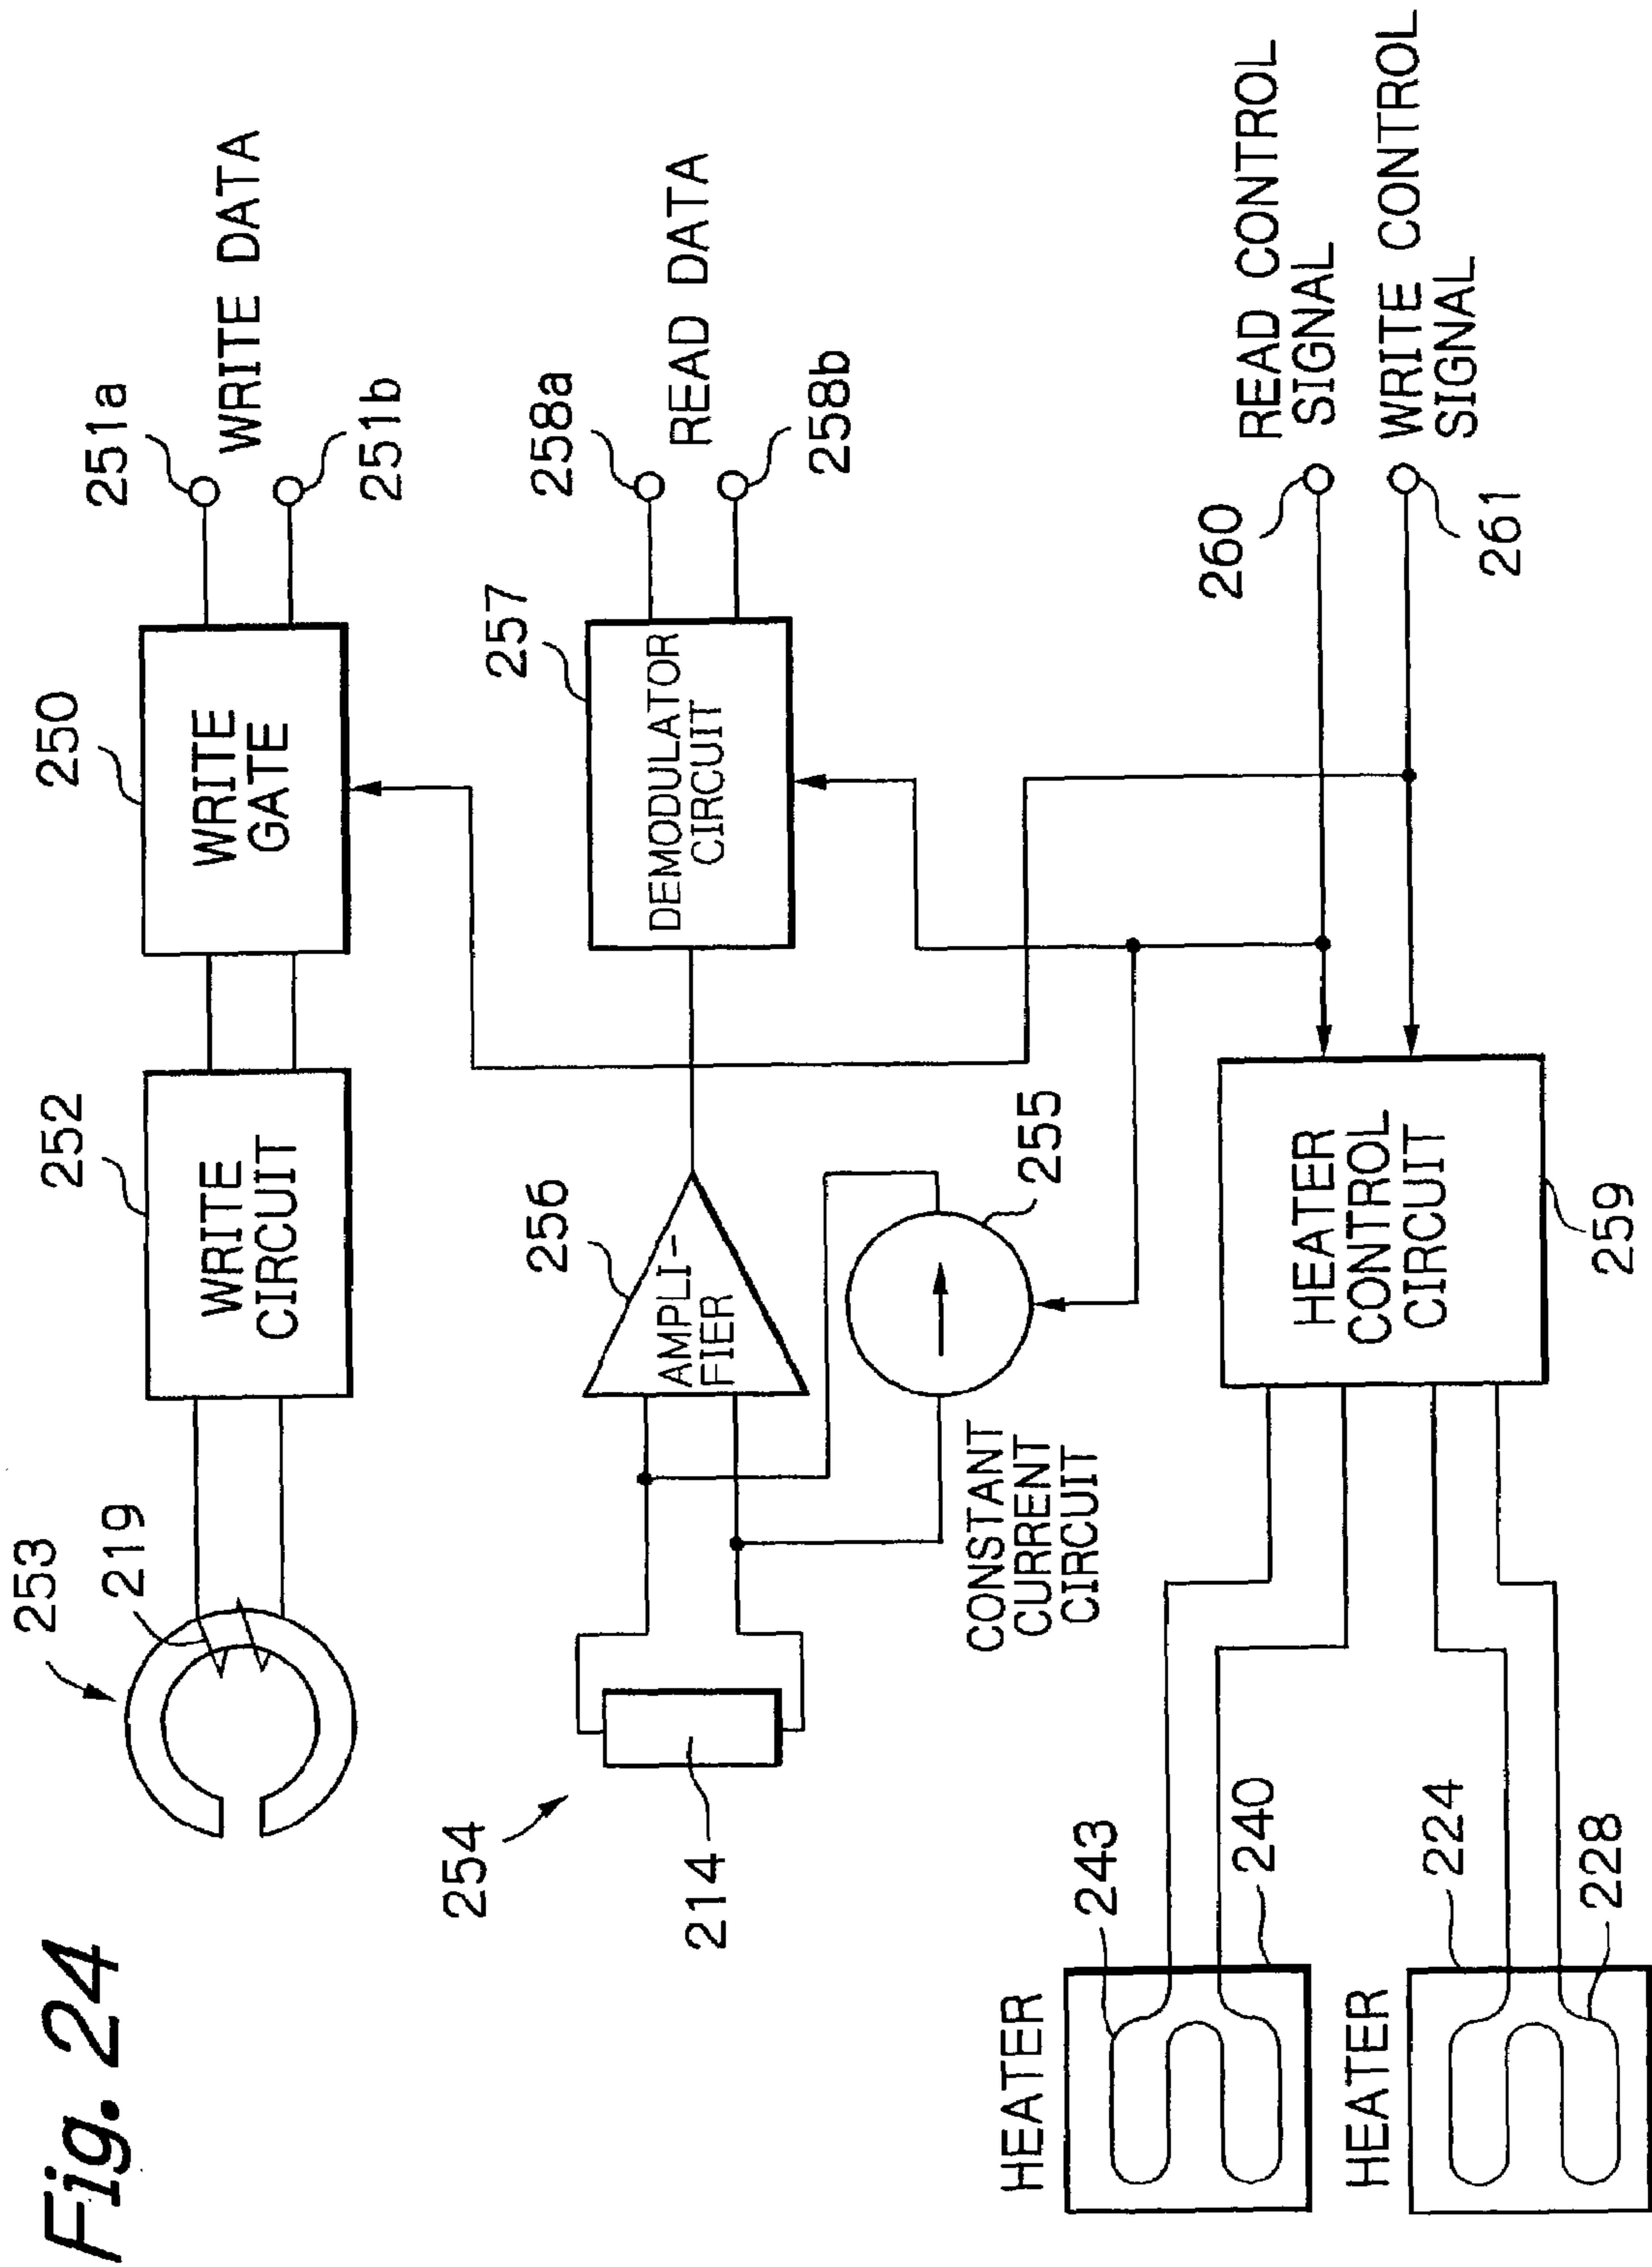 Fig. 24
253
219
252
WRITE
CIRCUIT
250
WRITE
GATE
251a
251b
WRITE DATA
254
214
256
AMPLI-
FIER
257
DEMODULATOR
CIRCUIT
258a
258b
READ DATA
CONSTANT
CURRENT
CIRCUIT
255
HEATER
243
240
HEATER
224
228
HEATER
CONTROL
CIRCUIT
259
260
READ CONTROL
SIGNAL
261
WRITE CONTROL
SIGNAL